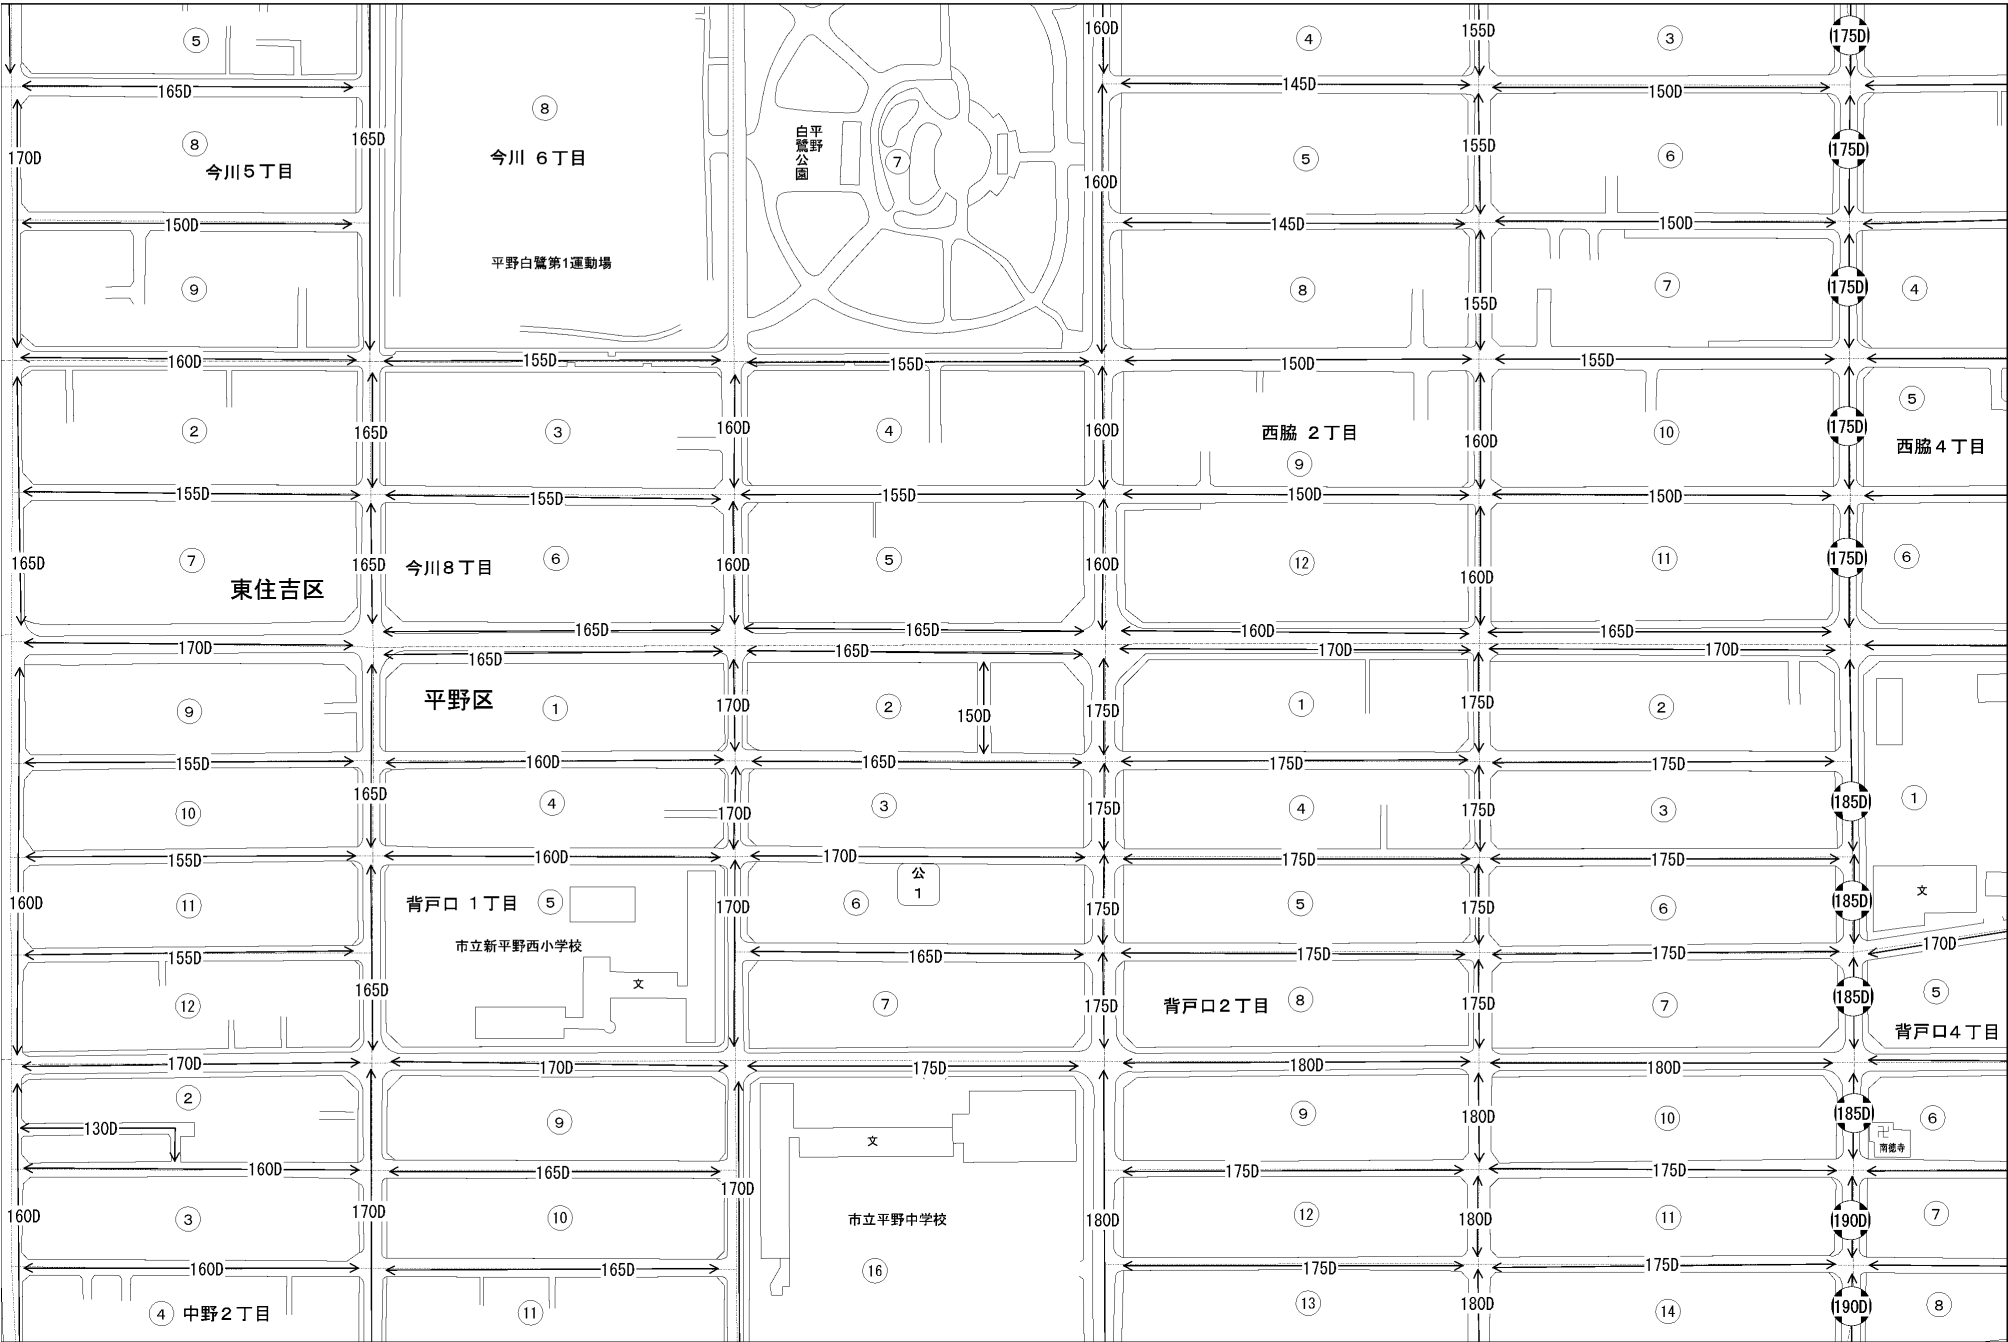 ⑤
160D
④
155D
③
175D
165D
145D
150D
170D
⑧
今川5丁目
165D
⑧
今川 6丁目
平野
白鷺公園
⑦
160D
⑤
155D
⑥
175D
150D
145D
150D
⑨
平野白鷺第1運動場
⑧
155D
⑦
175D
④
160D
155D
155D
150D
155D
②
165D
③
160D
④
160D
西脇 2丁目
⑨
160D
⑩
175D
⑤
西脇4丁目
155D
155D
155D
150D
150D
165D
⑦
東住吉区
165D
今川8丁目
⑥
160D
⑤
160D
⑫
160D
⑪
175D
⑥
170D
165D
165D
160D
165D
165D
165D
170D
170D
⑨
平野区
①
170D
②
150D
175D
①
175D
②
155D
160D
165D
175D
175D
⑩
165D
④
170D
③
175D
④
175D
③
185D
①
155D
160D
170D
175D
175D
160D
⑪
背戸口 1丁目
⑤
170D
⑥
公
1
175D
⑤
175D
⑥
185D
文
市立新平野西小学校
155D
165D
175D
175D
170D
⑫
165D
文
⑦
175D
背戸口2丁目
⑧
175D
⑦
185D
⑤
背戸口4丁目
170D
170D
175D
180D
180D
②
130D
⑨
文
⑨
180D
⑩
185D
⑥
卍
南徳寺
160D
165D
175D
175D
160D
③
170D
⑩
170D
市立平野中学校
180D
⑫
180D
⑪
190D
⑦
160D
165D
⑯
175D
175D
④
中野2丁目
⑪
⑬
180D
⑭
190D
⑧